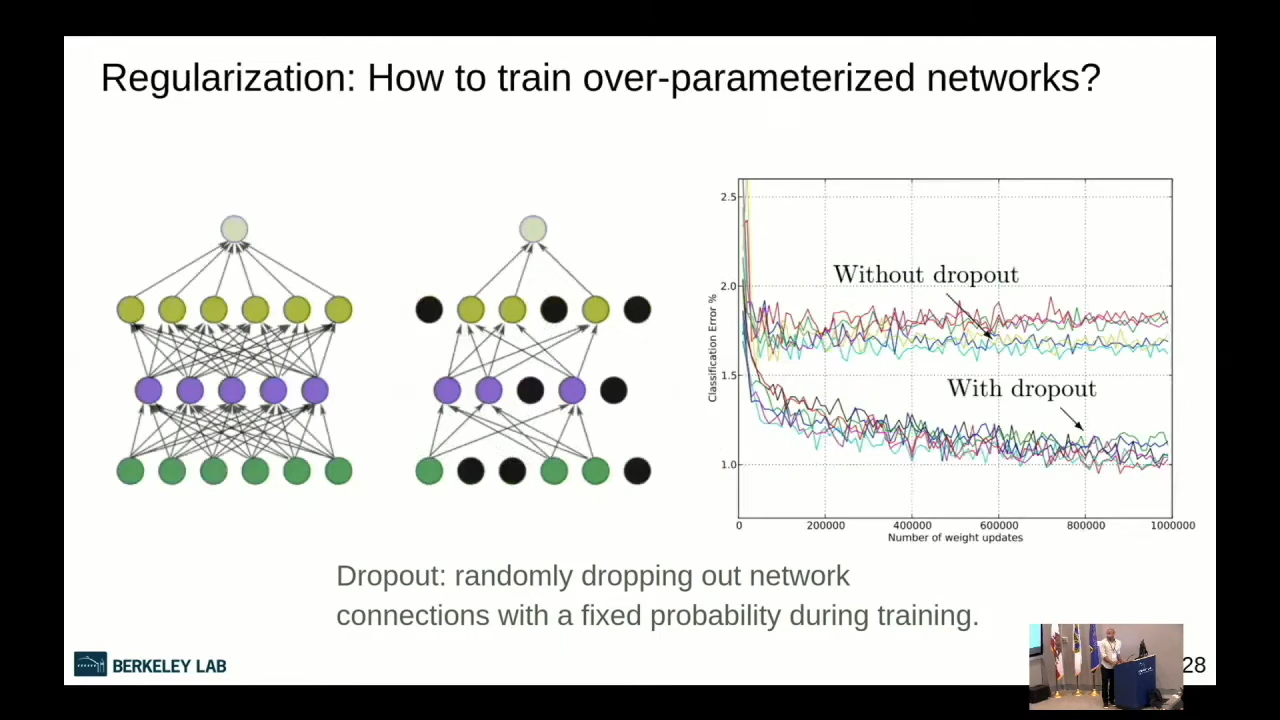 Regularization: How to train over-parameterized networks?
2.5
2.0
1.5
1.0
Classification Error %
Without dropout
With dropout
0 200000 400000 600000 800000 1000000
Number of weight updates
Dropout: randomly dropping out network
connections with a fixed probability during training.
BERKELEY LAB
28